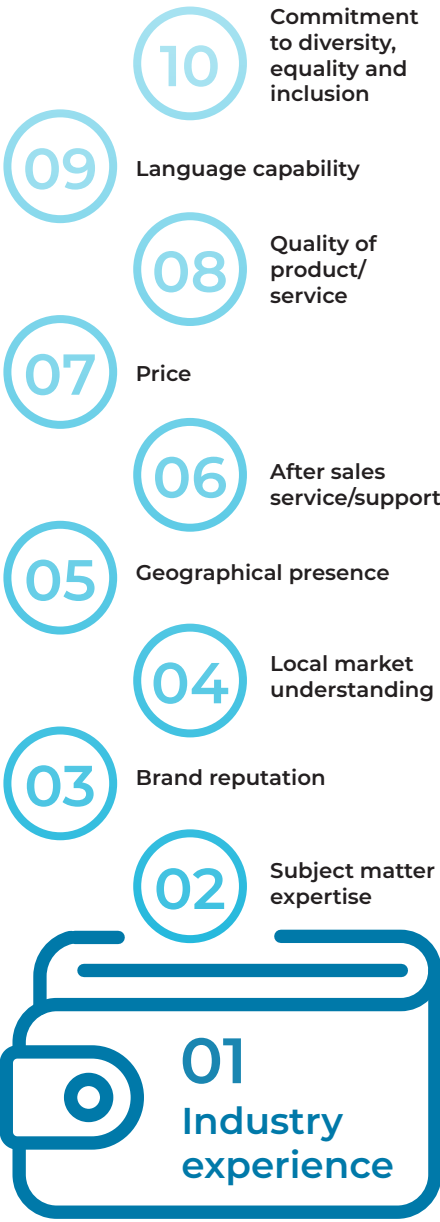 10
Commitment
to diversity,
equality and
inclusion
09
Language capability
08
Quality of
product/
service
07
Price
06
After sales
service/support
05
Geographical presence
04
Local market
understanding
03
Brand reputation
02
Subject matter
expertise
01
Industry
experience